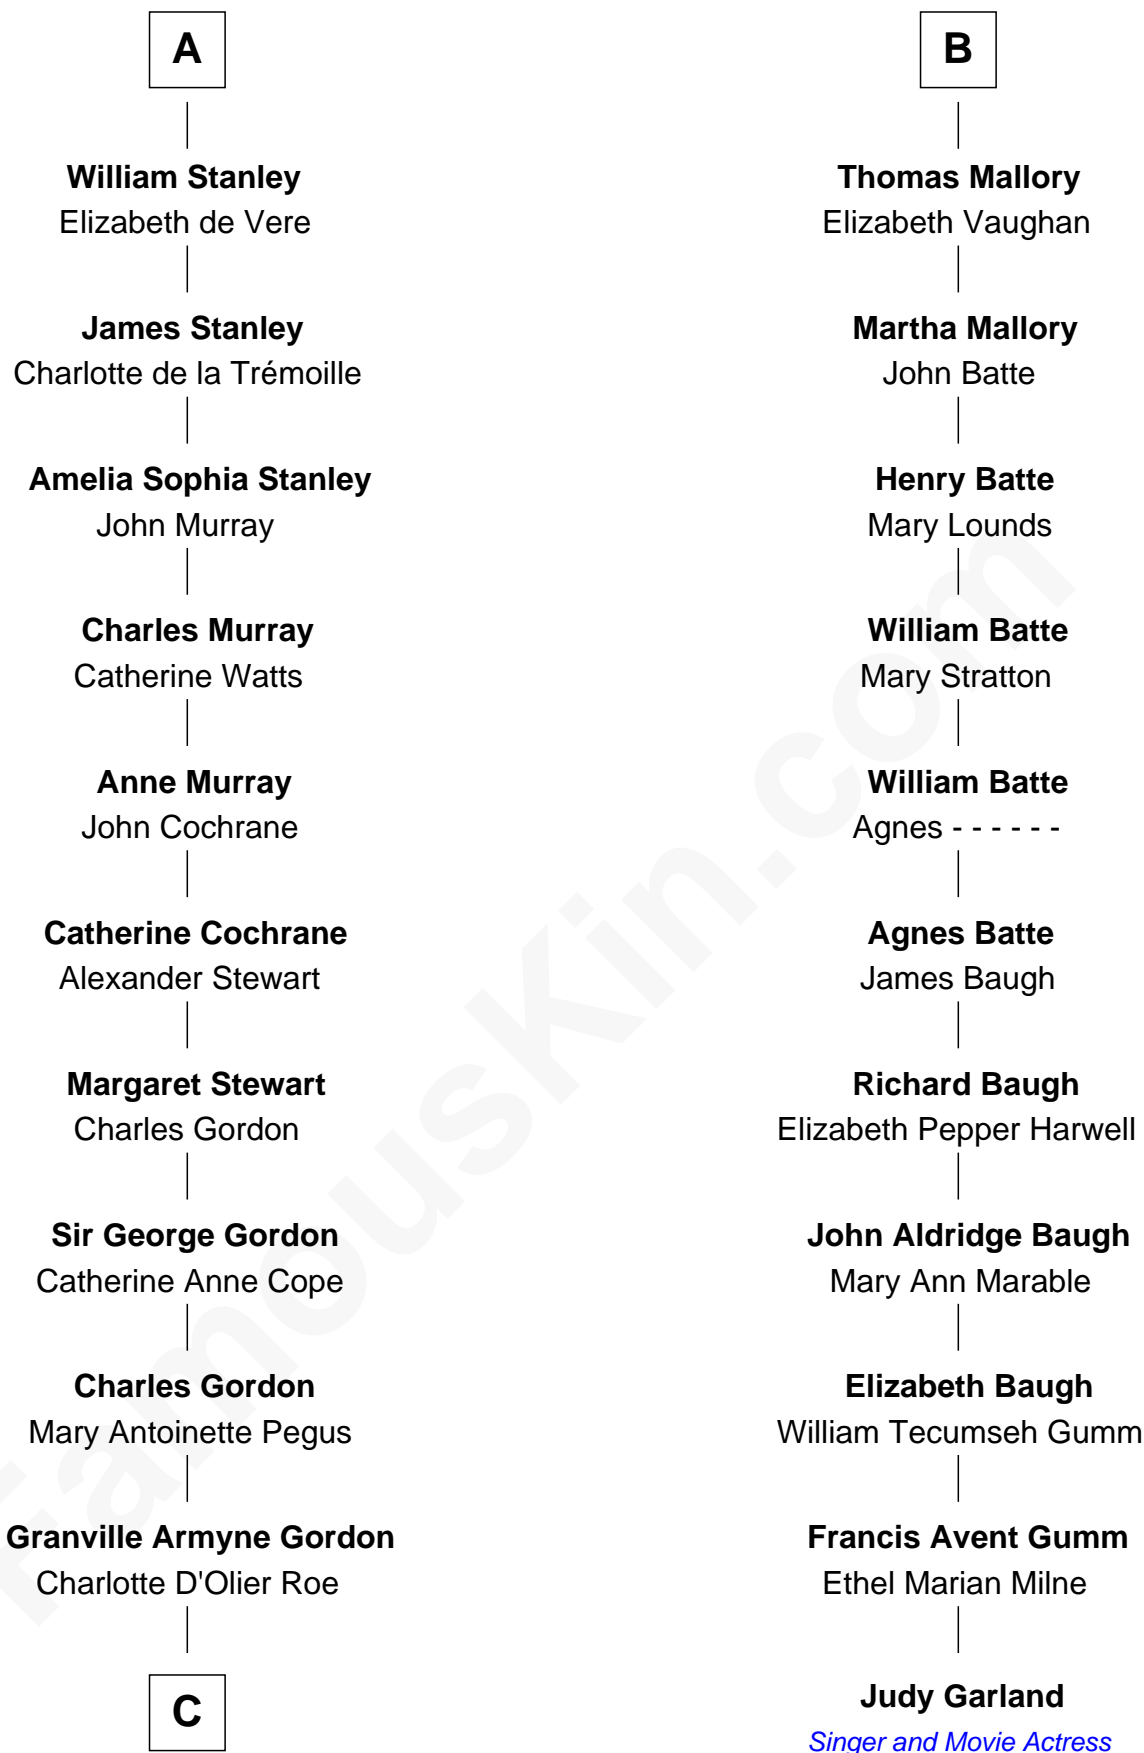 A
William Stanley
Elizabeth de Vere
James Stanley
Charlotte de la Trémoille
Amelia Sophia Stanley
John Murray
Charles Murray
Catherine Watts
Anne Murray
John Cochrane
Catherine Cochrane
Alexander Stewart
Margaret Stewart
Charles Gordon
Sir George Gordon
Catherine Anne Cope
Charles Gordon
Mary Antoinette Pegus
Granville Armyne Gordon
Charlotte D'Olier Roe
C
B
Thomas Mallory
Elizabeth Vaughan
Martha Mallory
John Batte
Henry Batte
Mary Lounds
William Batte
Mary Stratton
William Batte
Agnes - - - - - -
Agnes Batte
James Baugh
Richard Baugh
Elizabeth Pepper Harwell
John Aldridge Baugh
Mary Ann Marable
Elizabeth Baugh
William Tecumseh Gumm
Francis Avent Gumm
Ethel Marian Milne
Judy Garland
Singer and Movie Actress
FamousKin.com